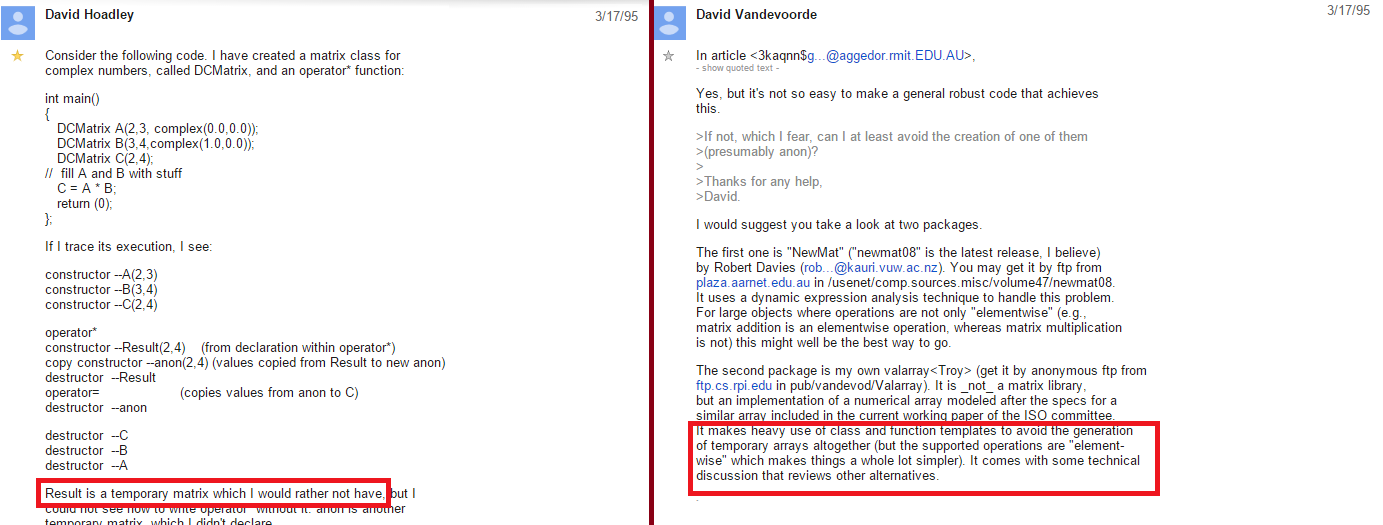 David Hoadley
3/17/95
Consider the following code. I have created a matrix class for
complex numbers, called DCMatrix, and an operator* function:
int main()
{
DCMatrix A(2,3, complex(0.0,0.0));
DCMatrix B(3,4,complex(1.0,0.0));
DCMatrix C(2,4);
// fill A and B with stuff
C = A * B;
return (0);
};
If I trace its execution, I see:
constructor --A(2,3)
constructor --B(3,4)
constructor --C(2,4)
operator*
constructor --Result(2,4) (from declaration within operator*)
copy constructor --anon(2,4) (values copied from Result to new anon)
destructor --Result
operator= (copies values from anon to C)
destructor --anon
destructor --C
destructor --B
destructor --A
Result is a temporary matrix which I would rather not have, but I
could not see how to write operator* without it. anon is another
temporary matrix, which I didn't declare
David Vandevoorde
3/17/95
In article <3kaqnn$g...@aggedor.rmit.EDU.AU>,
- show quoted text -
Yes, but it's not so easy to make a general robust code that achieves
this.
>If not, which I fear, can I at least avoid the creation of one of them
>(presumably anon)?
>
>Thanks for any help,
>David.
I would suggest you take a look at two packages.
The first one is "NewMat" ("newmat08" is the latest release, I believe)
by Robert Davies (rob...@kauri.vuw.ac.nz). You may get it by ftp from
plaza.aarnet.edu.au in /usenet/comp.sources.misc/volume47/newmat08.
It uses a dynamic expression analysis technique to handle this problem.
For large objects where operations are not only "elementwise" (e.g.,
matrix addition is an elementwise operation, whereas matrix multiplication
is not) this might well be the best way to go.
The second package is my own valarray<Troy> (get it by anonymous ftp from
ftp.cs.rpi.edu in pub/vandevod/Valarray). It is _not_ a matrix library,
but an implementation of a numerical array modeled after the specs for a
similar array included in the current working paper of the ISO committee.
It makes heavy use of class and function templates to avoid the generation
of temporary arrays altogether (but the supported operations are "element-
wise" which makes things a whole lot simpler). It comes with some technical
discussion that reviews other alternatives.